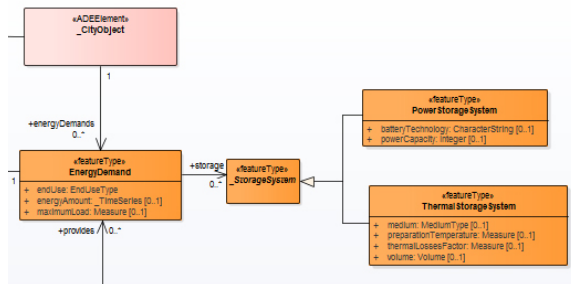 «ADEElement»
_CityObject
1
+energyDemands
0..*
«featureType»
EnergyDemand
+ endUse: EndUseType
+ energyAmount: _TimeSeries [0..1]
+ maximumLoad: Measure [0..1]
1
+provides
0..*
+storage
0..*
«featureType»
_StorageSystem
«featureType»
PowerStorageSystem
+ batteryTechnology: CharacterString [0..1]
+ powerCapacity: Integer [0..1]
«featureType»
ThermalStorageSystem
+ medium: MediumType [0..1]
+ preparationTemperature: Measure [0..1]
+ thermalLossesFactor: Measure [0..1]
+ volume: Volume [0..1]